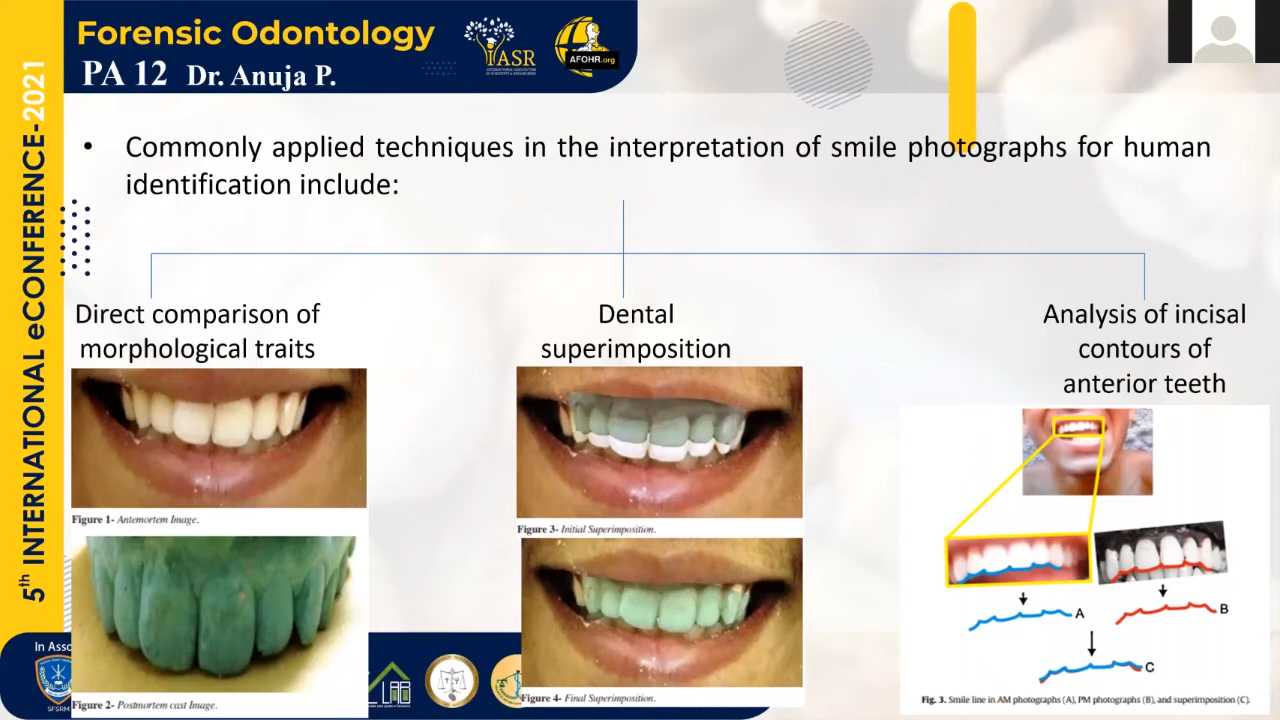 Forensic Odontology
PA 12 Dr. Anuja P.
IASR
AFOHR.org
5th INTERNATIONAL eCONFERENCE-2021
• Commonly applied techniques in the interpretation of smile photographs for human
identification include:
Direct comparison of
morphological traits
Dental
superimposition
Analysis of incisal
contours of
anterior teeth
Figure 1- Antemortem Image.
Figure 2- Postmortem cast Image.
Figure 3- Initial Superimposition.
Figure 4- Final Superimposition.
A
B
C
Fig. 3. Smile line in AM photographs (A), PM photographs (B), and superimposition (C).
In Asso
SFSRM
LAB